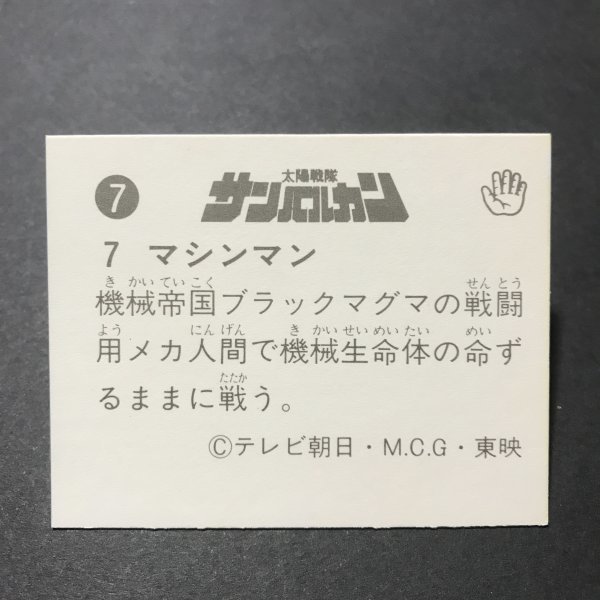 7
太陽戦隊
サンバルカン
7 マシンマン
機械帝国ブラックマグマの戦闘
用メカ人間で機械生命体の命ず
るままに戦う。
©テレビ朝日・M.C.G・東映